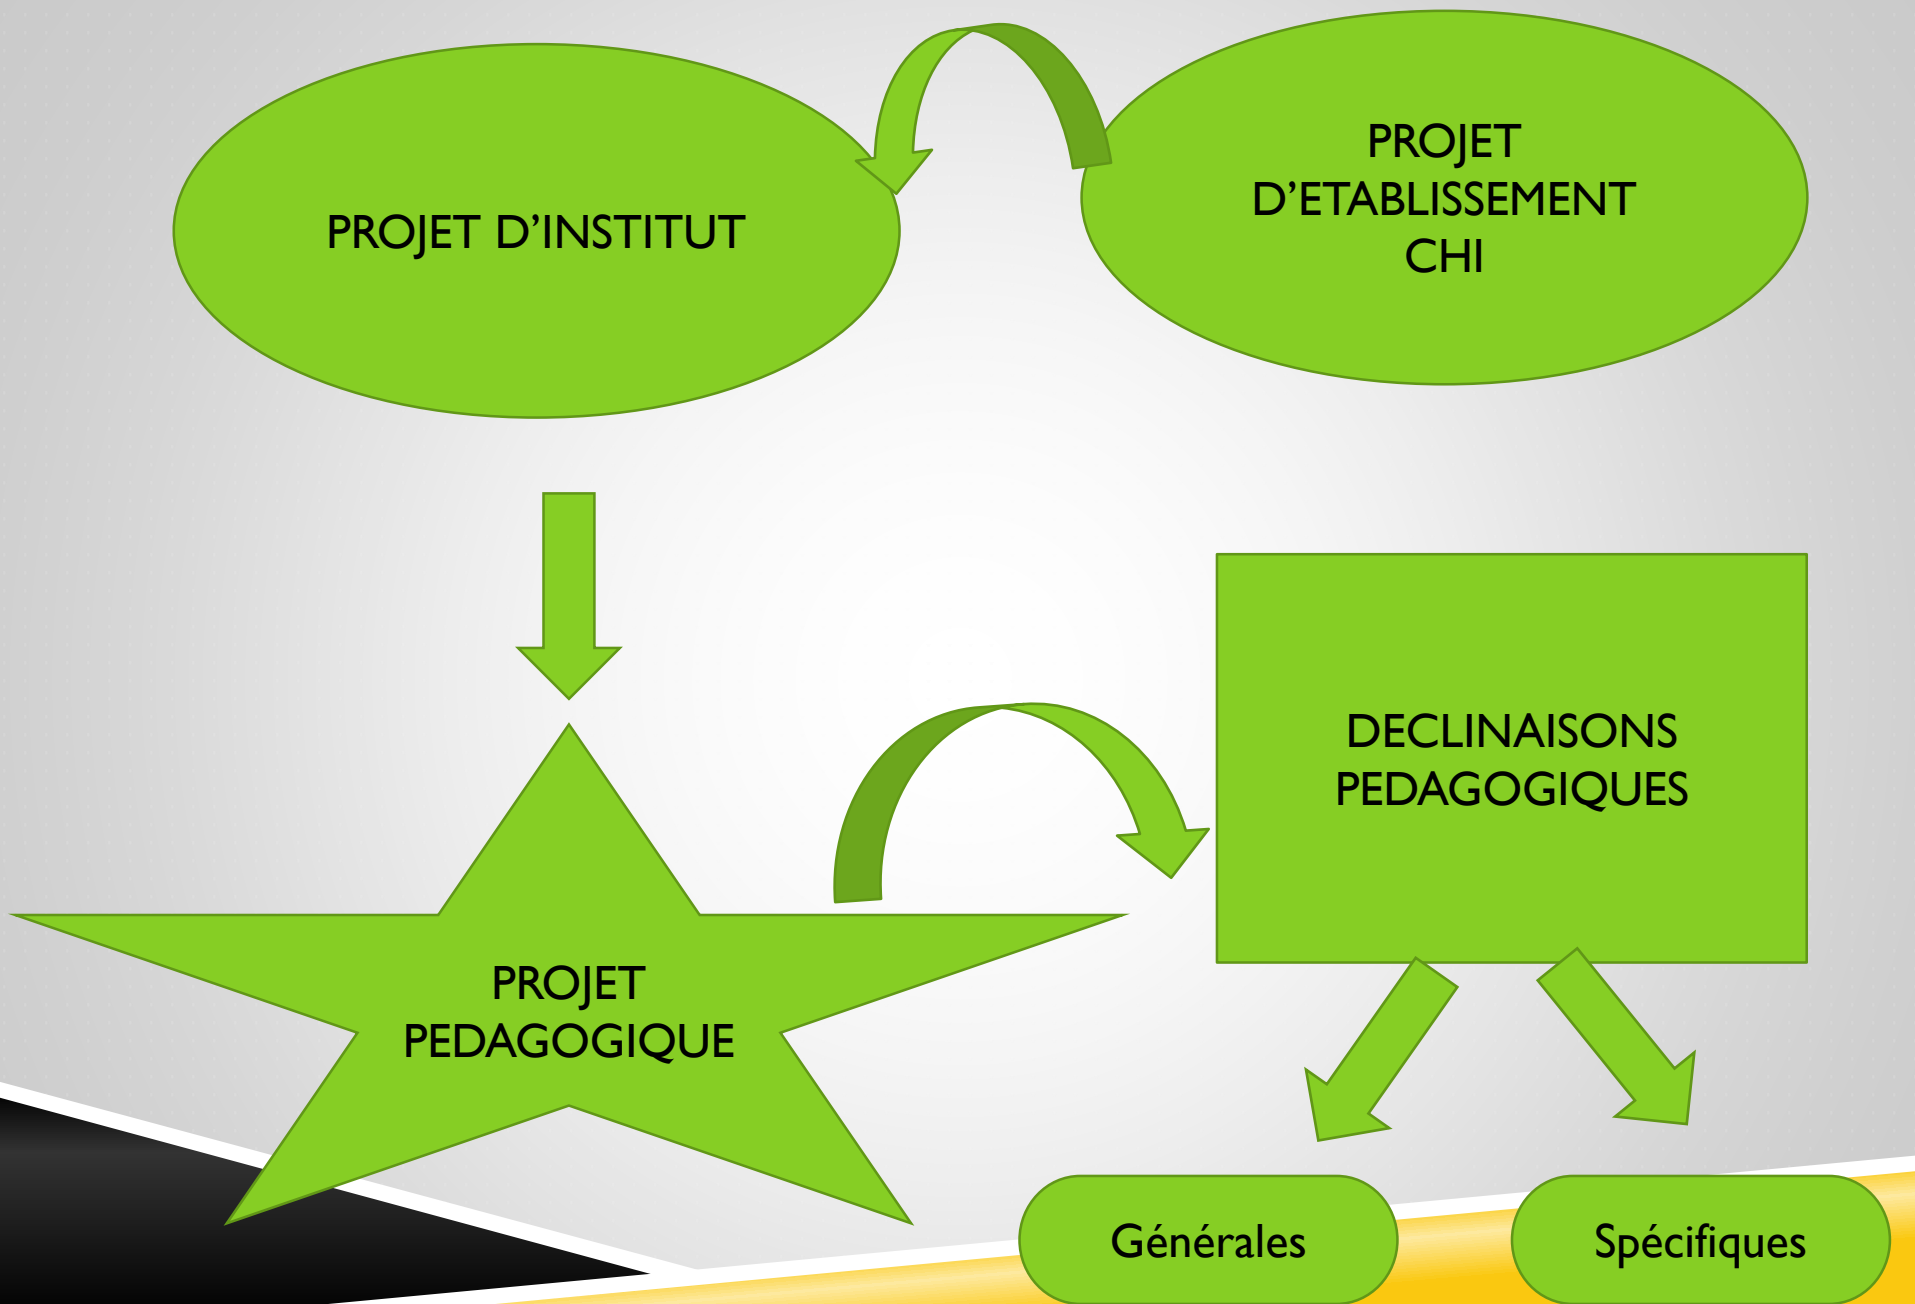 PROJET D’INSTITUT
PROJET
D’ETABLISSEMENT
CHI
DECLINAISONS
PEDAGOGIQUES
PROJET
PEDAGOGIQUE
Générales
Spécifiques